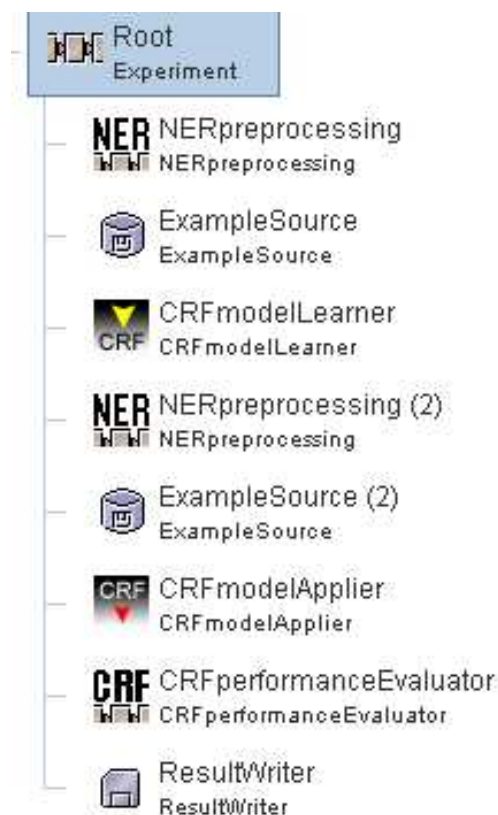 Root
Experiment
NER NERpreprocessing
NERpreprocessing
ExampleSource
ExampleSource
CRFmodelLearner
CRF CRFmodelLearner
NER NERpreprocessing (2)
NERpreprocessing
ExampleSource (2)
ExampleSource
CRF CRFmodelApplier
CRFmodelApplier
CRF CRFperformanceEvaluator
CRFperformanceEvaluator
ResultWriter
ResultWriter